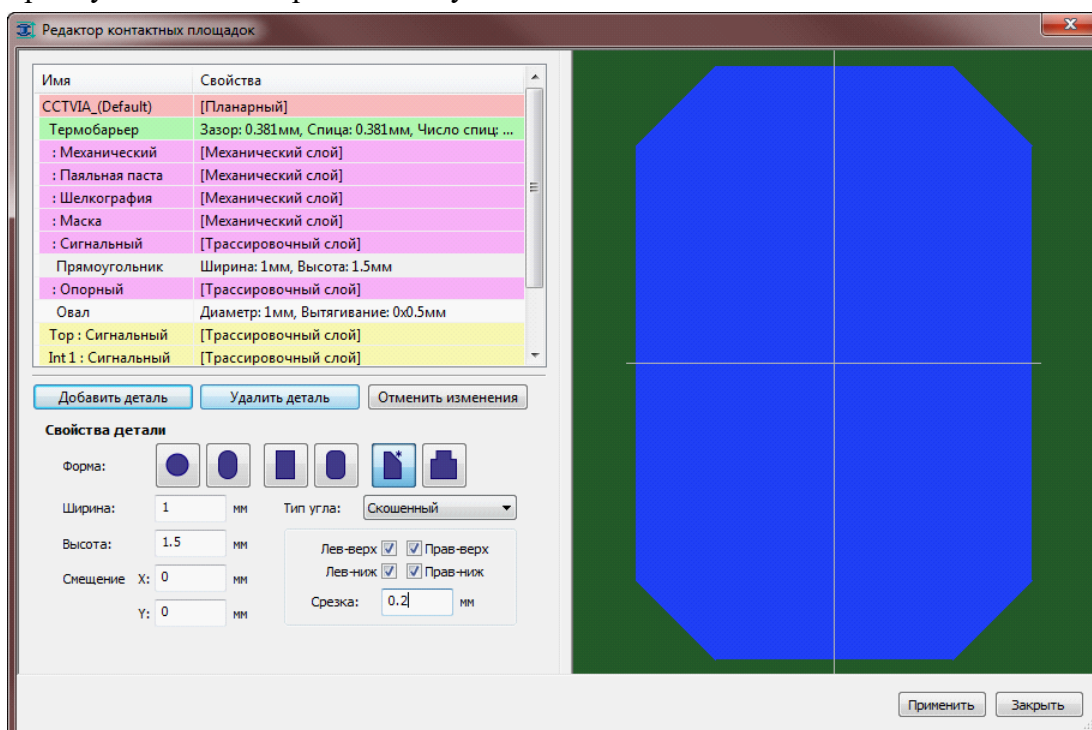 Редактор контактных площадок
Имя Свойства
CCTVIA_(Default) [Планарный]
Термобарьер Зазор: 0.381мм, Спица: 0.381мм, Число спиц: ...
: Механический [Механический слой]
: Паяльная паста [Механический слой]
: Шелкография [Механический слой]
: Маска [Механический слой]
: Сигнальный [Трассировочный слой]
Прямоугольник Ширина: 1мм, Высота: 1.5мм
: Опорный [Трассировочный слой]
Овал Диаметр: 1мм, Вытягивание: 0x0.5мм
Top : Сигнальный [Трассировочный слой]
Int 1 : Сигнальный [Трассировочный слой]
Добавить деталь Удалить деталь Отменить изменения
Свойства детали
Форма:
Ширина: 1 мм Тип угла: Скошенный
Высота: 1.5 мм Лев-верх Прав-верх
Лев-ниж Прав-ниж
Смещение X: 0 мм
Срезка: 0.2 мм
Y: 0 мм
Применить Закрыть